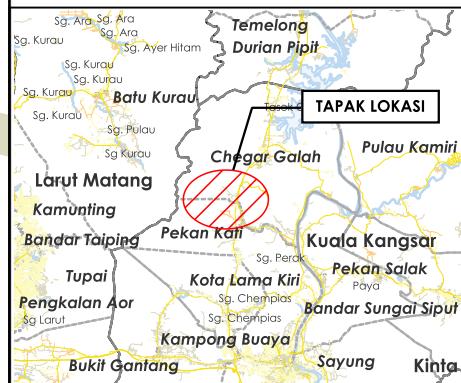 Sg. Ara
Sg. Ara
Sg. Kurau
Sg. Ayer Hitam
Temelong
Durian Pipit
Sg. Kurau
Sg. Kurau
Sg. Kurau
Batu Kurau
Sg. Kurau
Sg. Pulau
Sg Kurau
TAPAK LOKASI
Chegar Galah
Pulau Kamiri
Larut Matang
Kamunting
Bandar Taiping
Pekan Kati
Kuala Kangsar
Sg. Perak
Pekan Salak
Paya
Tupai
Kota Lama Kiri
Pengkalan Aor
Sg. Chempias
Sg Larut
Sg. Chempias
Bandar Sungai Siput
Kampong Buaya
Bukit Gantang
Sayung
Kinta